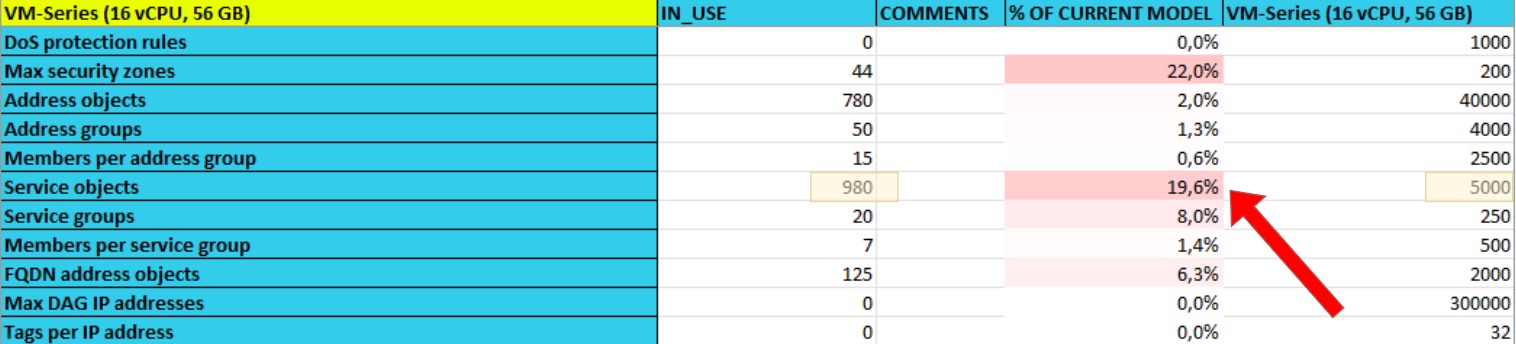 VM-Series (16 vCPU, 56 GB) IN_USE COMMENTS % OF CURRENT MODEL VM-Series (16 vCPU, 56 GB)
DoS protection rules 0 0,0% 1000
Max security zones 44 22,0% 200
Address objects 780 2,0% 40000
Address groups 50 1,3% 4000
Members per address group 15 0,6% 2500
Service objects 980 19,6% 5000
Service groups 20 8,0% 250
Members per service group 7 1,4% 500
FQDN address objects 125 6,3% 2000
Max DAG IP addresses 0 0,0% 300000
Tags per IP address 0 0,0% 32